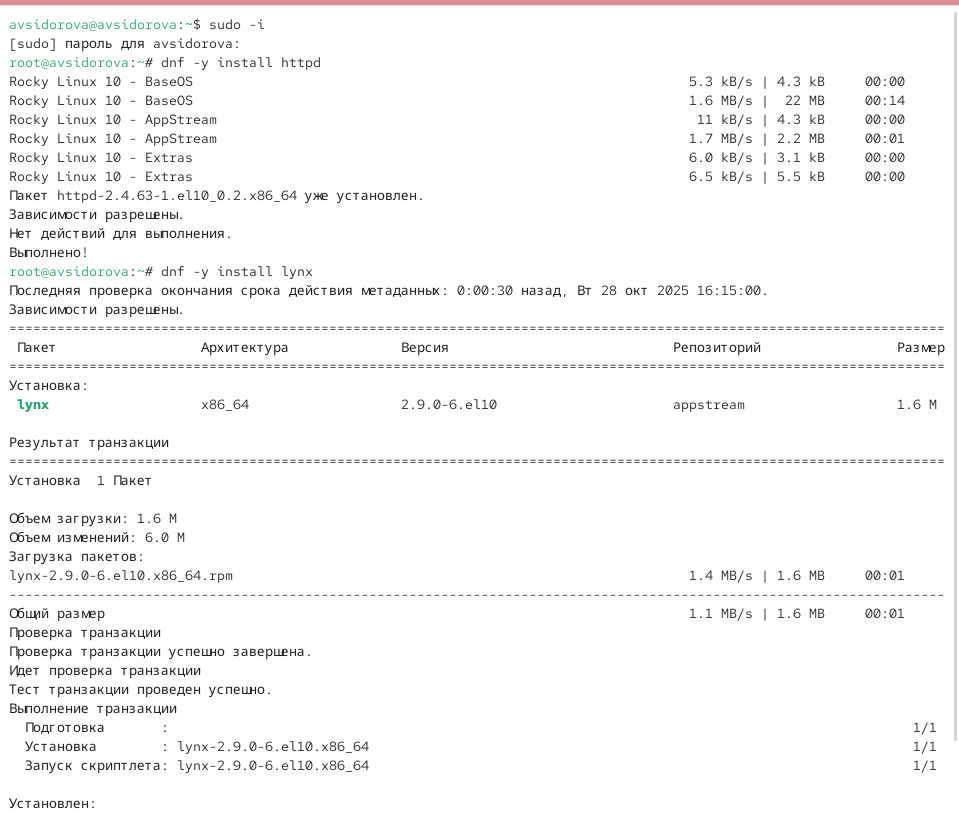 avsidorova@avsidorova:~$ sudo -i
[sudo] пароль для avsidorova:
root@avsidorova:~# dnf -y install httpd
Rocky Linux 10 - BaseOS 5.3 kB/s | 4.3 kB 00:00
Rocky Linux 10 - BaseOS 1.6 MB/s | 22 MB 00:14
Rocky Linux 10 - AppStream 11 kB/s | 4.3 kB 00:00
Rocky Linux 10 - AppStream 1.7 MB/s | 2.2 MB 00:01
Rocky Linux 10 - Extras 6.0 kB/s | 3.1 kB 00:00
Rocky Linux 10 - Extras 6.5 kB/s | 5.5 kB 00:00
Пакет httpd-2.4.63-1.el10_0.2.x86_64 уже установлен.
Зависимости разрешены.
Нет действий для выполнения.
Выполнено!
root@avsidorova:~# dnf -y install lynx
Последняя проверка окончания срока действия метаданных: 0:00:30 назад, Вт 28 окт 2025 16:15:00.
Зависимости разрешены.
=====================================================================================================================
Пакет Архитектура Версия Репозиторий Размер
=====================================================================================================================
Установка:
lynx x86_64 2.9.0-6.el10 appstream 1.6 M
Результат транзакции
=====================================================================================================================
Установка 1 Пакет
Объем загрузки: 1.6 M
Объем изменений: 6.0 M
Загрузка пакетов:
lynx-2.9.0-6.el10.x86_64.rpm 1.4 MB/s | 1.6 MB 00:01
---------------------------------------------------------------------------------------------------------------------
Общий размер 1.1 MB/s | 1.6 MB 00:01
Проверка транзакции
Проверка транзакции успешно завершена.
Идет проверка транзакции
Тест транзакции проведен успешно.
Выполнение транзакции
Подготовка : 1/1
Установка : lynx-2.9.0-6.el10.x86_64 1/1
Запуск скриптлета: lynx-2.9.0-6.el10.x86_64 1/1
Установлен: